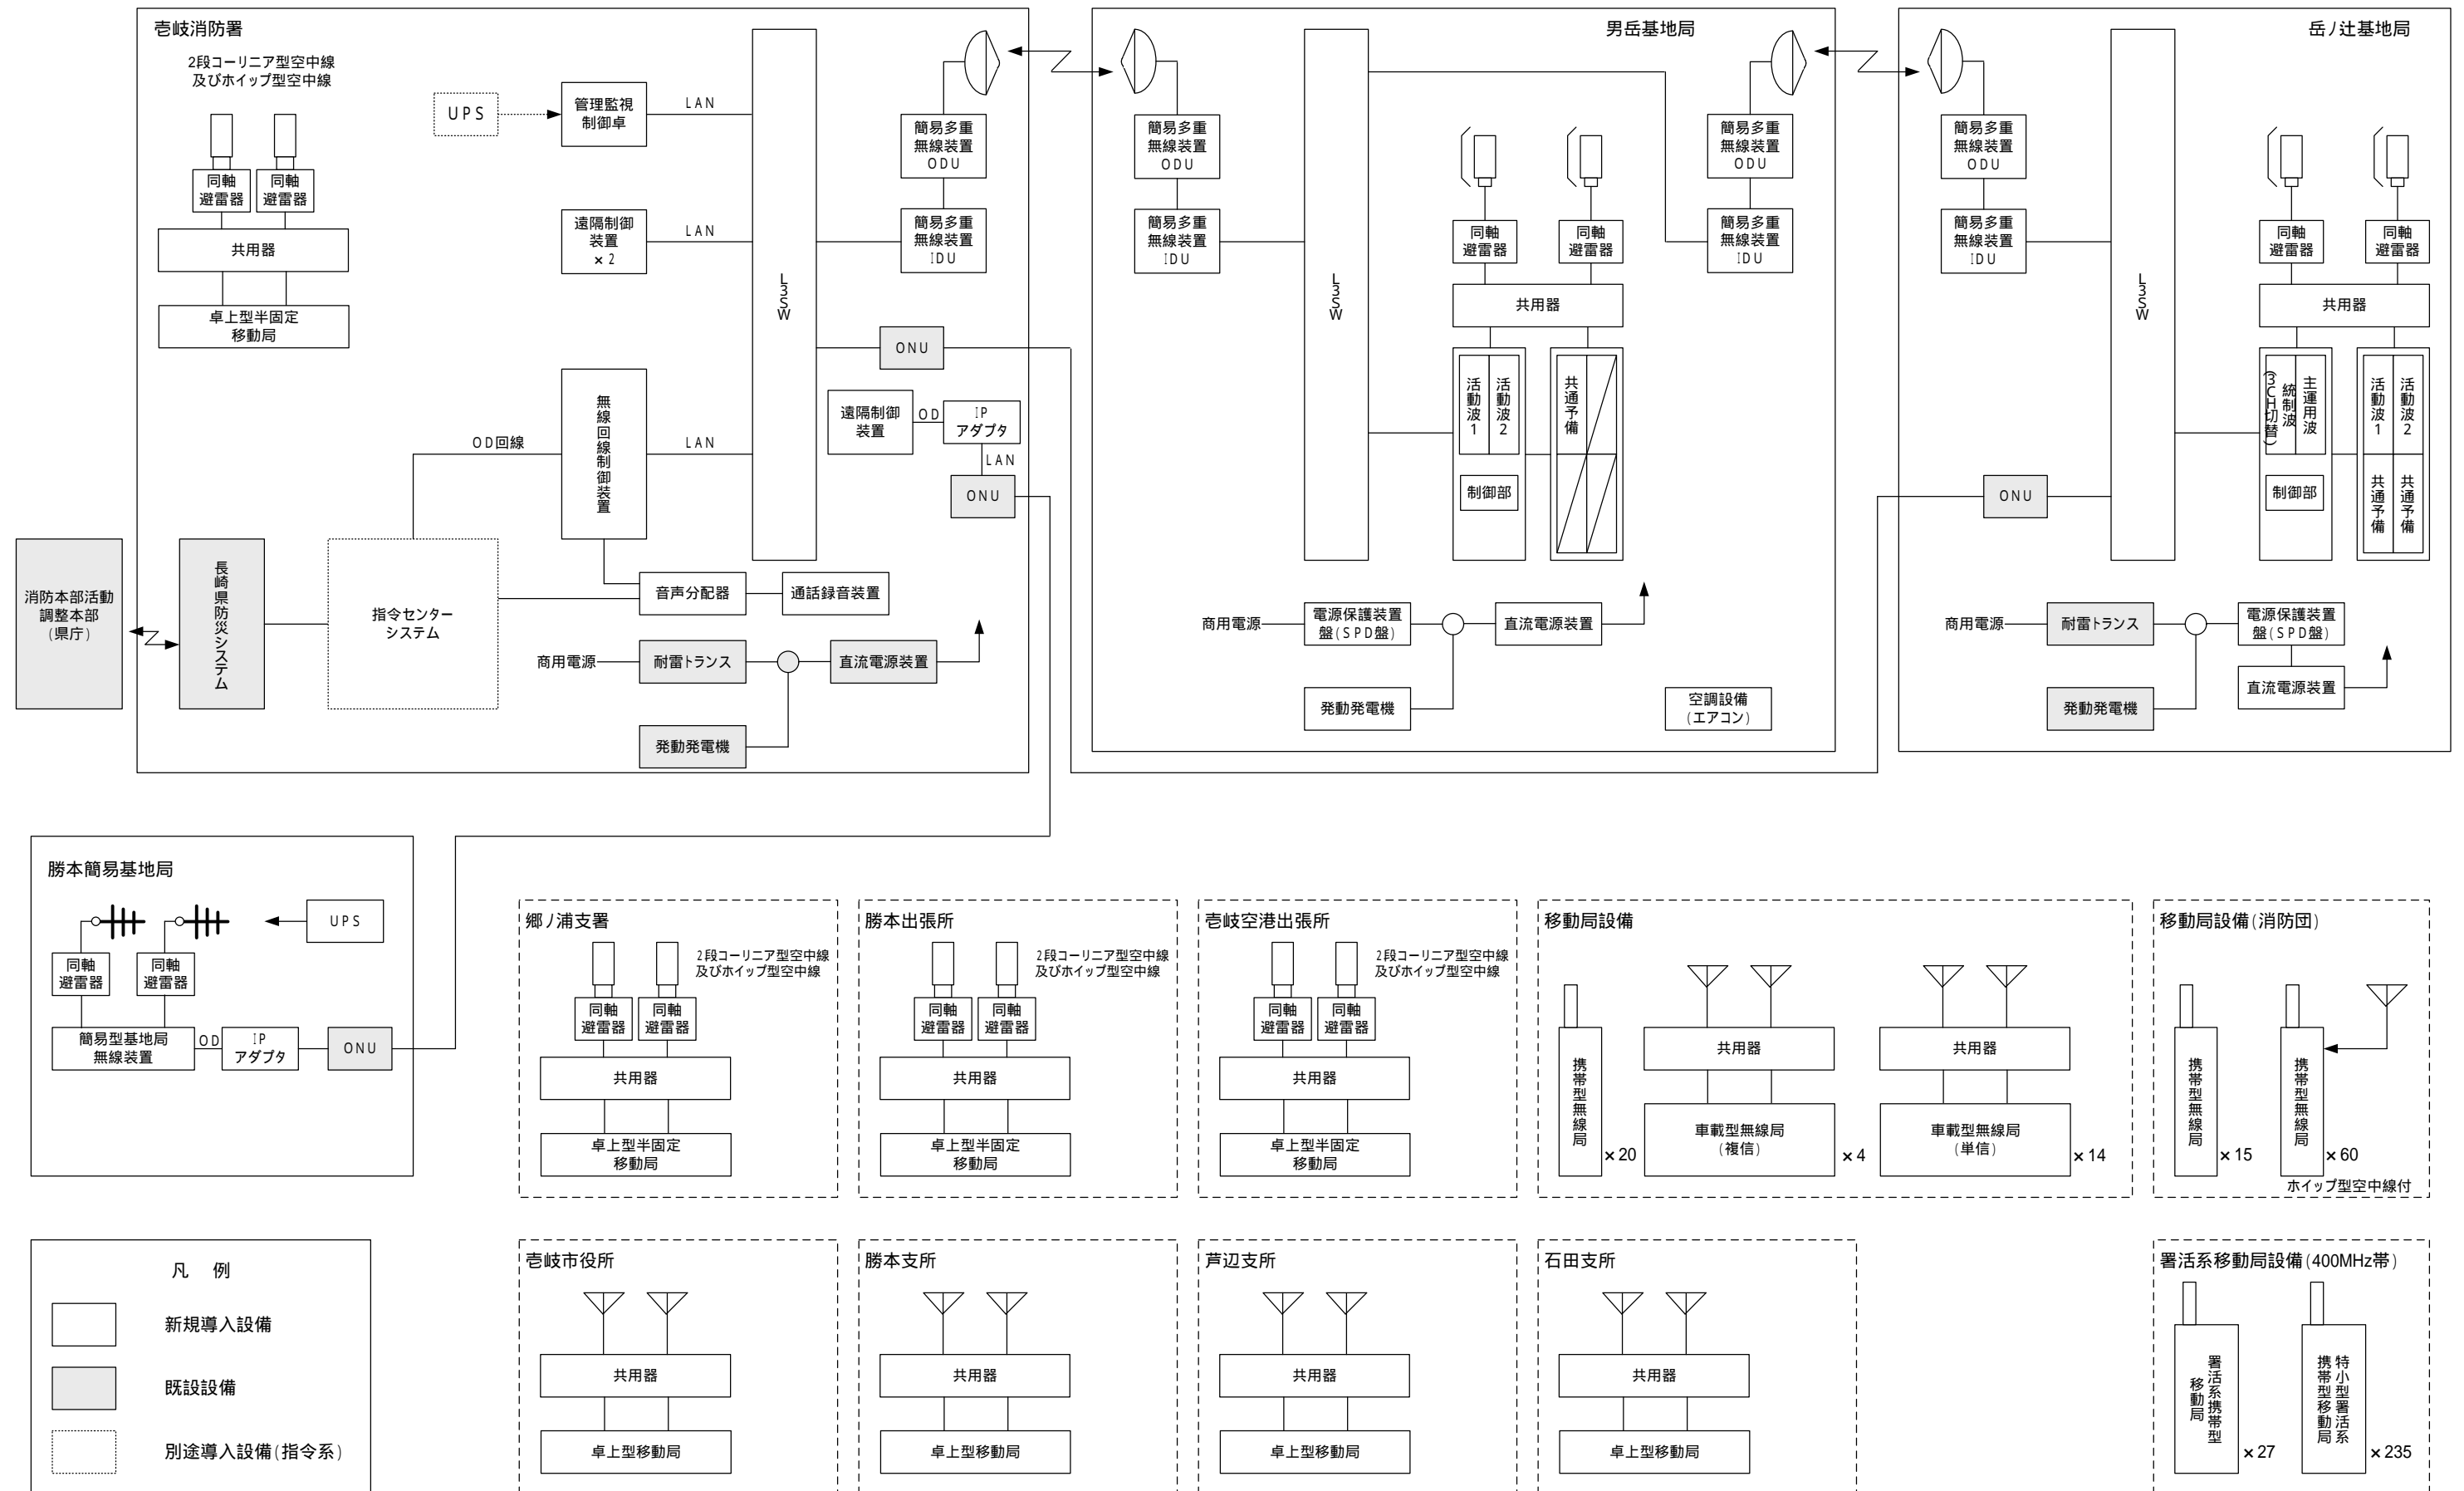 壱岐消防署
2段コーリニア型空中線
及びホイップ型空中線
同軸
避雷器
同軸
避雷器
共用器
卓上型半固定
移動局
UPS
管理監視
制御卓
LAN
遠隔制御
装置
×2
LAN
L3SW
簡易多重
無線装置
ODU
簡易多重
無線装置
IDU
ONU
無線回線制御装置
OD回線
LAN
遠隔制御
装置
OD
IP
アダプタ
LAN
ONU
消防本部活動
調整本部
(県庁)
長崎県防災システム
指令センター
システム
音声分配器
通話録音装置
商用電源
耐雷トランス
直流電源装置
発動発電機
男岳基地局
簡易多重
無線装置
ODU
簡易多重
無線装置
IDU
L3SW
同軸
避雷器
同軸
避雷器
共用器
活動波1
活動波2
共通予備
制御部
簡易多重
無線装置
ODU
簡易多重
無線装置
IDU
商用電源
電源保護装置
盤(SPD盤)
直流電源装置
発動発電機
空調設備
(エアコン)
岳ノ辻基地局
簡易多重
無線装置
ODU
簡易多重
無線装置
IDU
L3SW
ONU
同軸
避雷器
同軸
避雷器
共用器
主運用波
統制波
(3CH切替)
制御部
活動波1
活動波2
共通予備
共通予備
商用電源
耐雷トランス
電源保護装置
盤(SPD盤)
発動発電機
直流電源装置
勝本簡易基地局
UPS
同軸
避雷器
同軸
避雷器
簡易型基地局
無線装置
OD
IP
アダプタ
ONU
郷ノ浦支署
2段コーリニア型空中線
及びホイップ型空中線
同軸
避雷器
同軸
避雷器
共用器
卓上型半固定
移動局
勝本出張所
2段コーリニア型空中線
及びホイップ型空中線
同軸
避雷器
同軸
避雷器
共用器
卓上型半固定
移動局
壱岐空港出張所
2段コーリニア型空中線
及びホイップ型空中線
同軸
避雷器
同軸
避雷器
共用器
卓上型半固定
移動局
移動局設備
携帯型無線局
×20
共用器
車載型無線局
(複信)
×4
共用器
車載型無線局
(単信)
×14
移動局設備(消防団)
携帯型無線局
×15
携帯型無線局
×60
ホイップ型空中線付
凡 例
新規導入設備
既設設備
別途導入設備(指令系)
壱岐市役所
共用器
卓上型移動局
勝本支所
共用器
卓上型移動局
芦辺支所
共用器
卓上型移動局
石田支所
共用器
卓上型移動局
署活系移動局設備(400MHz帯)
署活系携帯型
移動局
×27
特小型署活系
携帯型移動局
×235